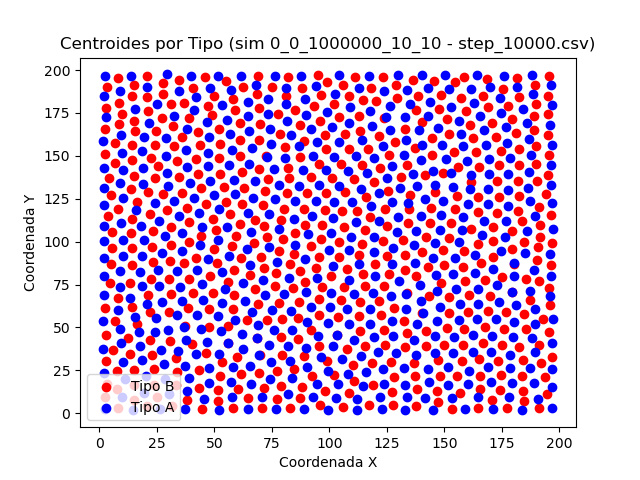 Centroides por Tipo (sim 0_0_1000000_10_10 - step_10000.csv)
200
175
150
125
100
75
50
25
0
Coordenada Y
Tipo B
Tipo A
0 25 50 75 100 125 150 175 200
Coordenada X